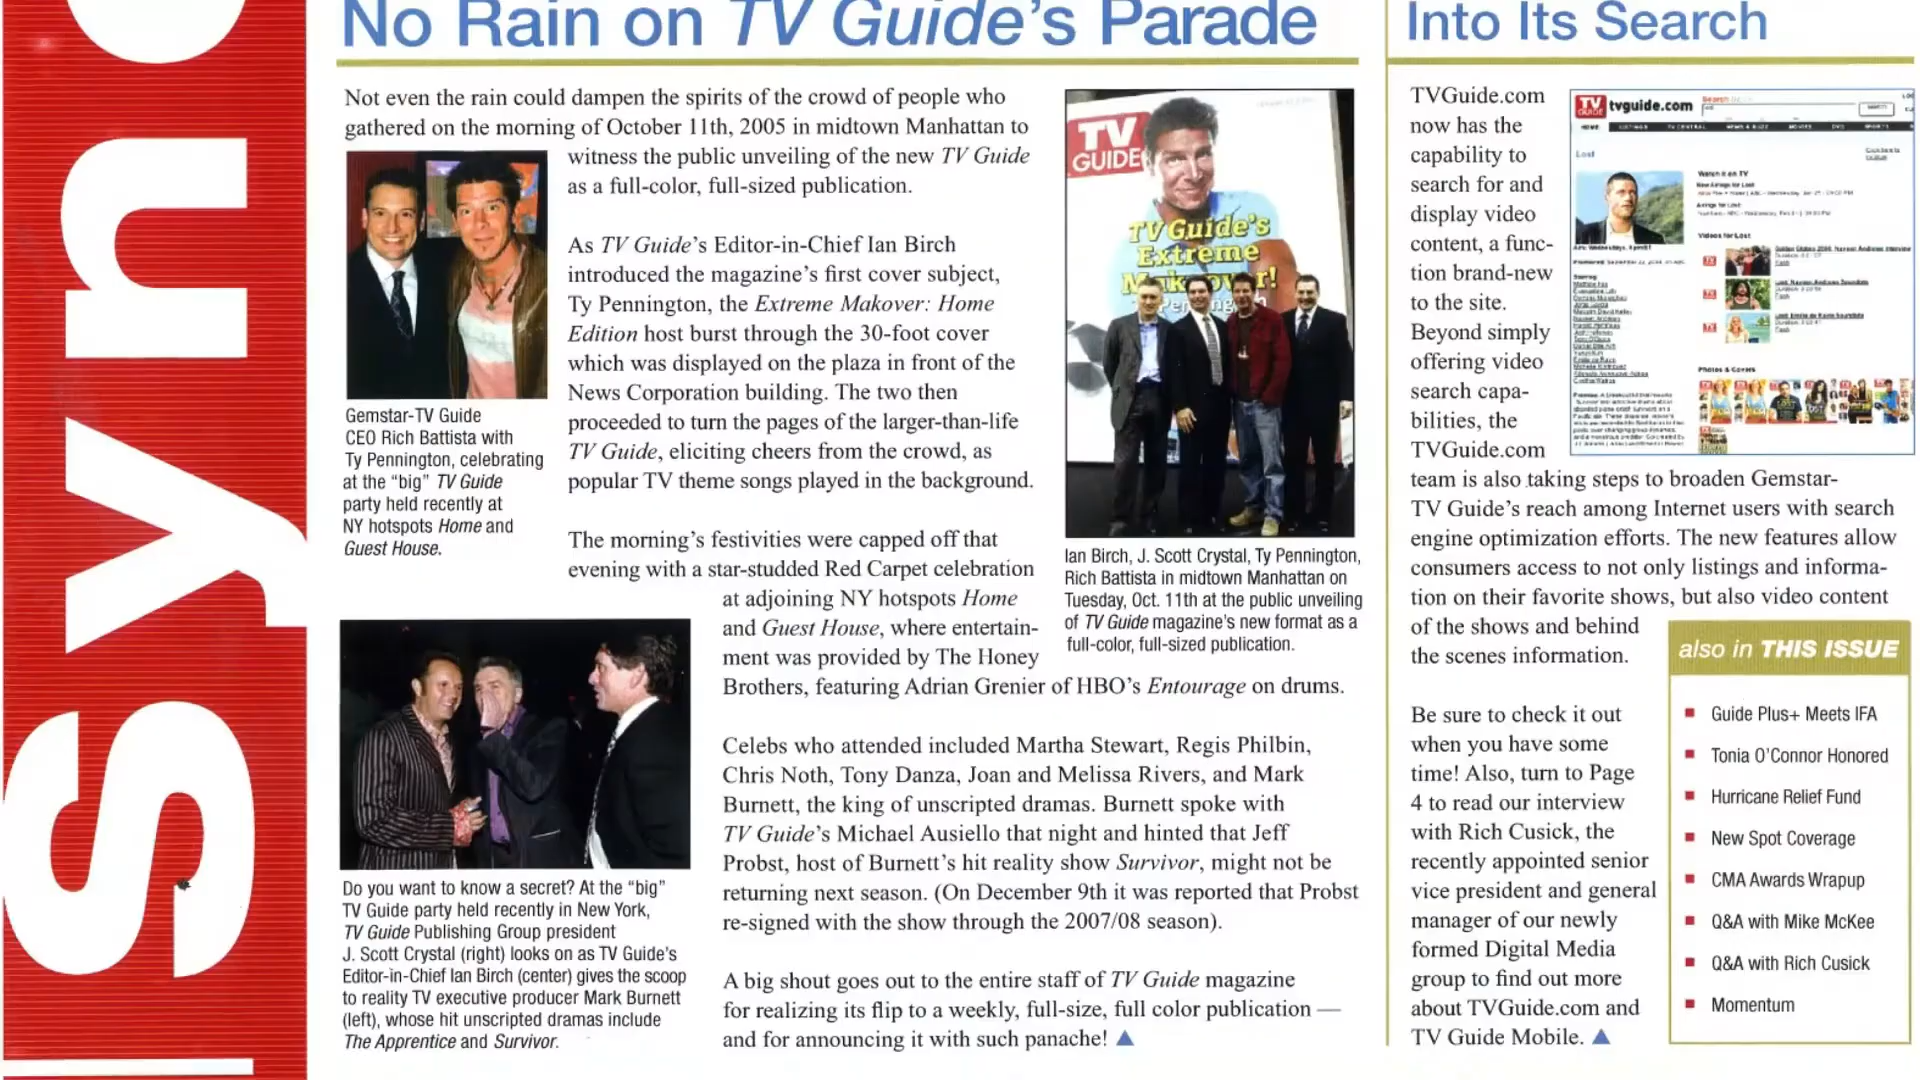 Sync
No Rain on TV Guide's Parade
Not even the rain could dampen the spirits of the crowd of people who
gathered on the morning of October 11th, 2005 in midtown Manhattan to
witness the public unveiling of the new TV Guide
as a full-color, full-sized publication.
As TV Guide's Editor-in-Chief Ian Birch
introduced the magazine's first cover subject,
Ty Pennington, the Extreme Makover: Home
Edition host burst through the 30-foot cover
which was displayed on the plaza in front of the
News Corporation building. The two then
proceeded to turn the pages of the larger-than-life
TV Guide, eliciting cheers from the crowd, as
popular TV theme songs played in the background.
The morning's festivities were capped off that
evening with a star-studded Red Carpet celebration
at adjoining NY hotspots Home
and Guest House, where entertain-
ment was provided by The Honey
Brothers, featuring Adrian Grenier of HBO's Entourage on drums.
Celebs who attended included Martha Stewart, Regis Philbin,
Chris Noth, Tony Danza, Joan and Melissa Rivers, and Mark
Burnett, the king of unscripted dramas. Burnett spoke with
TV Guide's Michael Ausiello that night and hinted that Jeff
Probst, host of Burnett's hit reality show Survivor, might not be
returning next season. (On December 9th it was reported that Probst
re-signed with the show through the 2007/08 season).
A big shout goes out to the entire staff of TV Guide magazine
for realizing its flip to a weekly, full-size, full color publication —
and for announcing it with such panache!
Gemstar-TV Guide
CEO Rich Battista with
Ty Pennington, celebrating
at the "big" TV Guide
party held recently at
NY hotspots Home and
Guest House.
Do you want to know a secret? At the "big"
TV Guide party held recently in New York,
TV Guide Publishing Group president
J. Scott Crystal (right) looks on as TV Guide's
Editor-in-Chief Ian Birch (center) gives the scoop
to reality TV executive producer Mark Burnett
(left), whose hit unscripted dramas include
The Apprentice and Survivor.
TV
GUIDE
TV Guide's
Extreme
Makover!
Ian Birch, J. Scott Crystal, Ty Pennington,
Rich Battista in midtown Manhattan on
Tuesday, Oct. 11th at the public unveiling
of TV Guide magazine's new format as a
full-color, full-sized publication.
Into Its Search
TVGuide.com
now has the
capability to
search for and
display video
content, a func-
tion brand-new
to the site.
Beyond simply
offering video
search capa-
bilities, the
TVGuide.com
team is also taking steps to broaden Gemstar-
TV Guide's reach among Internet users with search
engine optimization efforts. The new features allow
consumers access to not only listings and informa-
tion on their favorite shows, but also video content
of the shows and behind
the scenes information.
Be sure to check it out
when you have some
time! Also, turn to Page
4 to read our interview
with Rich Cusick, the
recently appointed senior
vice president and general
manager of our newly
formed Digital Media
group to find out more
about TVGuide.com and
TV Guide Mobile.
TV
GUIDE
tvguide.com
Search
HOME
LISTINGS
TV CENTRAL
NEWS & BUZZ
MOVIES
DVD
SPORTS
Lost
Watch it on TV
Videos for Lost
Photos & Covers
also in THIS ISSUE
Guide Plus+ Meets IFA
Tonia O'Connor Honored
Hurricane Relief Fund
New Spot Coverage
CMA Awards Wrapup
Q&A with Mike McKee
Q&A with Rich Cusick
Momentum